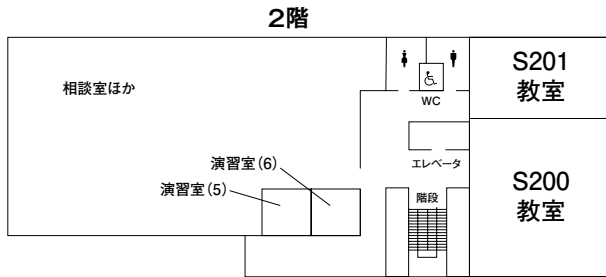 2階
相談室ほか
WC
S201
教室
演習室(6)
演習室(5)
エレベータ
階段
S200
教室